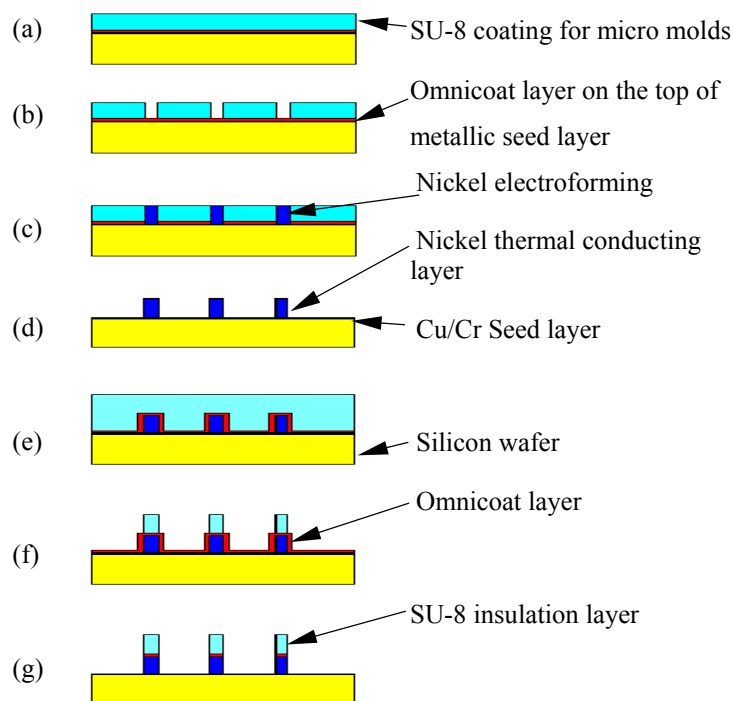 (a)
SU-8 coating for micro molds
(b)
Omnicoat layer on the top of
metallic seed layer
Nickel electroforming
(c)
Nickel thermal conducting
layer
(d)
Cu/Cr Seed layer
(e)
Silicon wafer
Omnicoat layer
(f)
SU-8 insulation layer
(g)